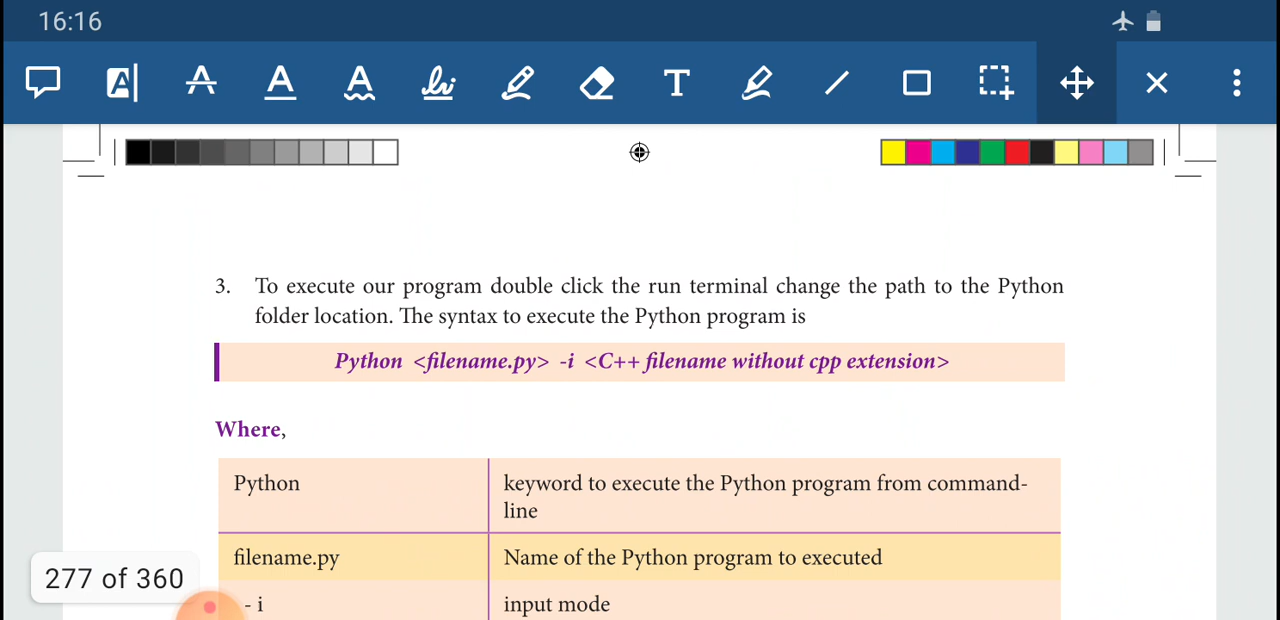 16:16
A
A
A
A
T
3. To execute our program double click the run terminal change the path to the Python
folder location. The syntax to execute the Python program is
Python <filename.py> -i <C++ filename without cpp extension>
Where,
Python keyword to execute the Python program from command-
line
filename.py Name of the Python program to executed
- i input mode
277 of 360